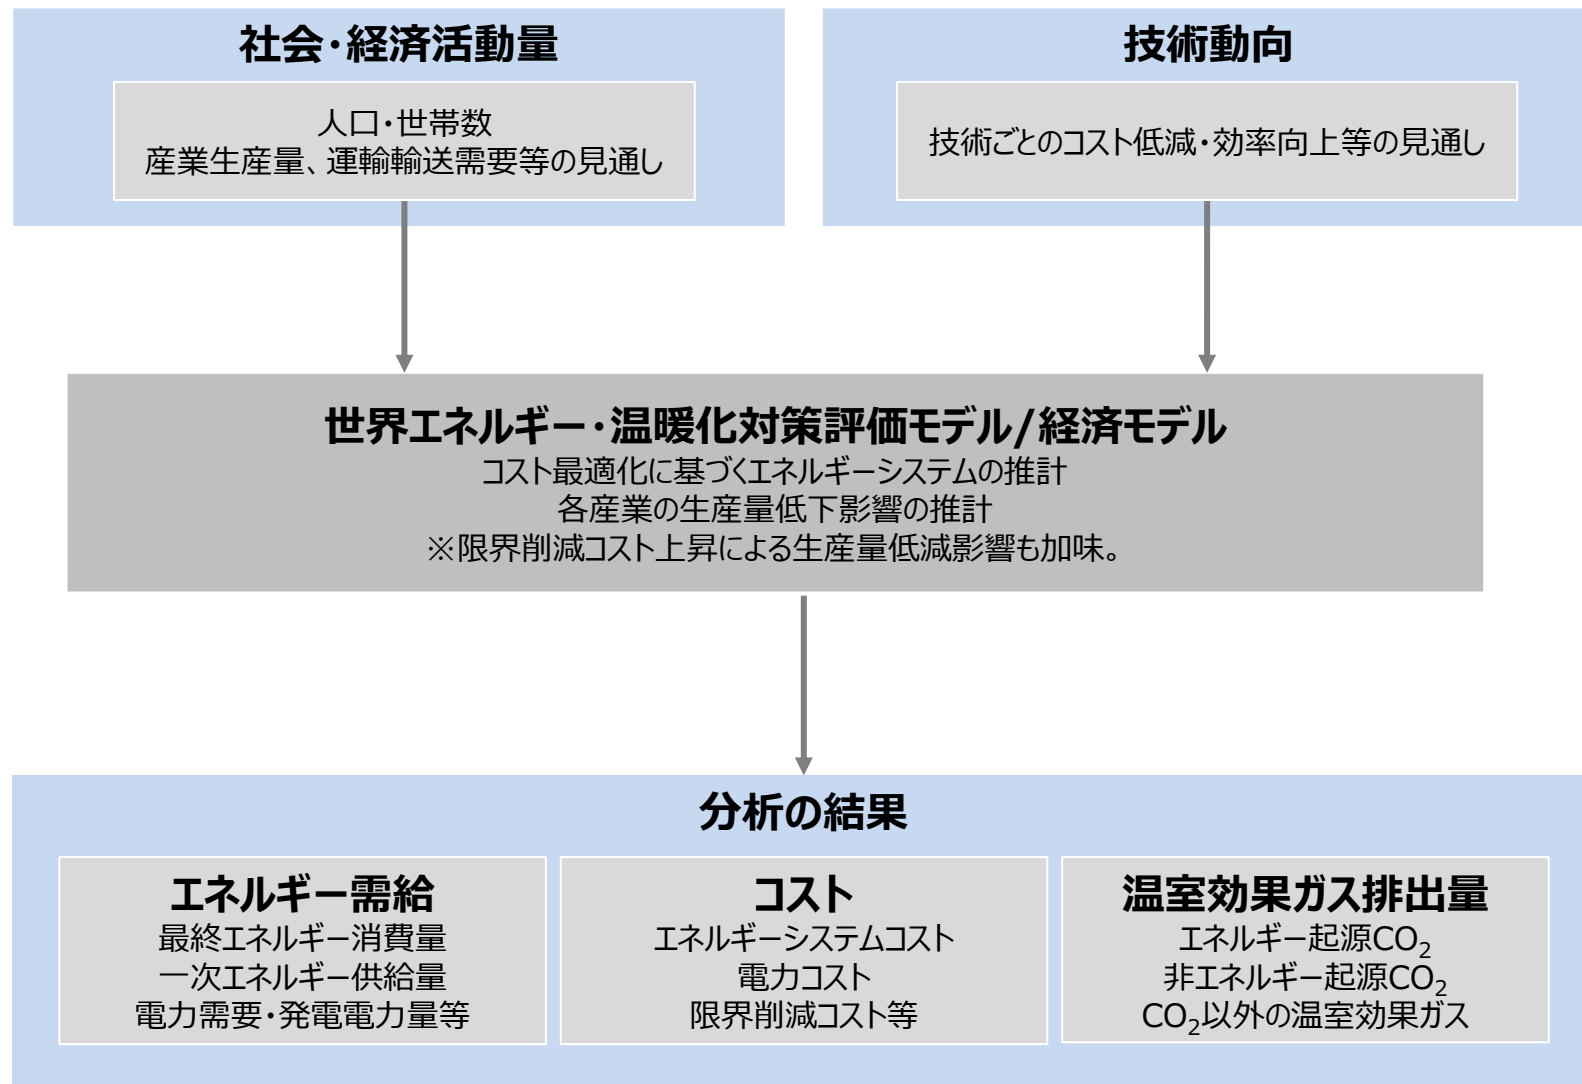 社会・経済活動量
人口・世帯数
産業生産量、運輸輸送需要等の見通し
技術動向
技術ごとのコスト低減・効率向上等の見通し
世界エネルギー・温暖化対策評価モデル/経済モデル
コスト最適化に基づくエネルギーシステムの推計
各産業の生産量低下影響の推計
※限界削減コスト上昇による生産量低減影響も加味。
分析の結果
エネルギー需給
最終エネルギー消費量
一次エネルギー供給量
電力需要・発電電力量等
コスト
エネルギーシステムコスト
電力コスト
限界削減コスト等
温室効果ガス排出量
エネルギー起源CO₂
非エネルギー起源CO₂
CO₂以外の温室効果ガス